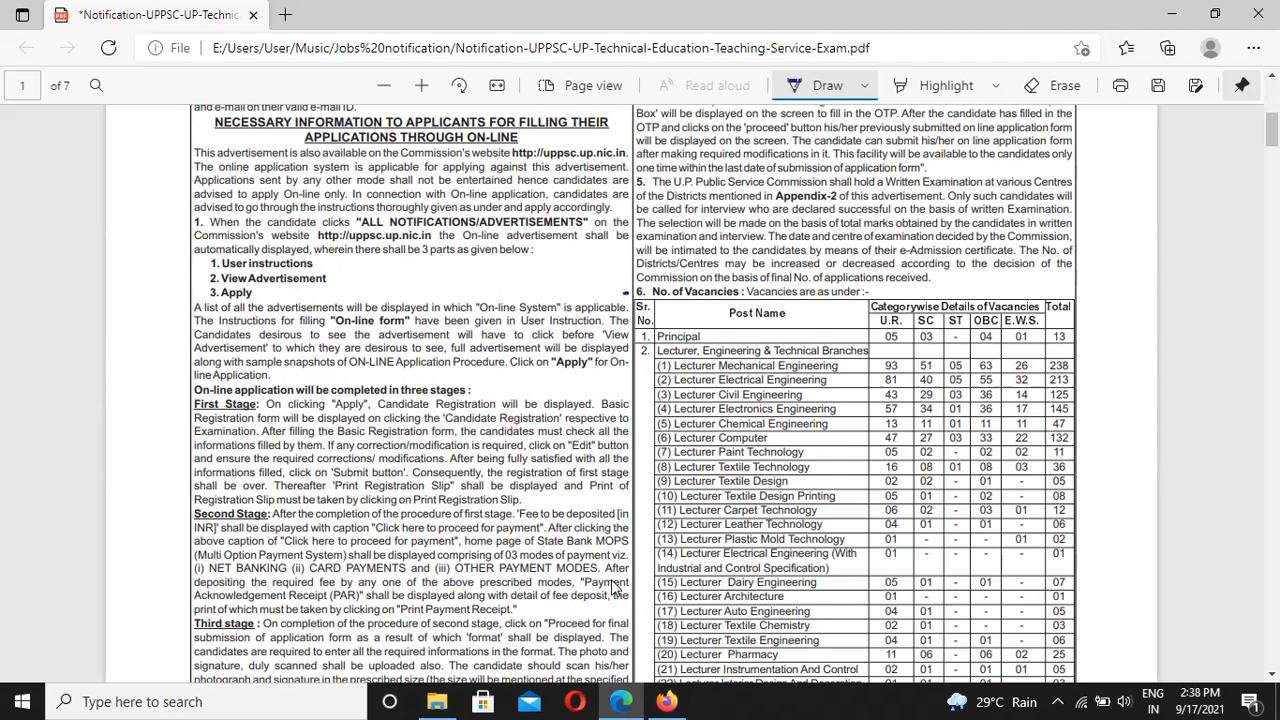 *Notification-UPPSC-UP-Technic
File
E:/Users/User/Music/Jobs%20notification/Notification-UPPSC-UP-Technical-Education-Teaching-Service-Exam.pdf
1 of 7
Page view
Read aloud
Draw
Highlight
Erase
and e-mail on their valid e-mail ID.
NECESSARY INFORMATION TO APPLICANTS FOR FILLING THEIR
APPLICATIONS THROUGH ON-LINE
This advertisement is also available on the Commission's website http://uppsc.up.nic.in.
The online application system is applicable for applying against this advertisement.
Applications sent by any other mode shall not be entertained hence candidates are
advised to apply On-line only. In connection with On-line application, candidates are
advised to go through the instructions thoroughly given as under and apply accordingly.
1. When the candidate clicks "ALL NOTIFICATIONS/ADVERTISEMENTS" on the
Commission's website http://uppsc.up.nic.in the On-line advertisement shall be
automatically displayed, wherein there shall be 3 parts as given below :
1. User instructions
2. View Advertisement
3. Apply
A list of all the advertisements will be displayed in which "On-line System" is applicable.
The Instructions for filling "On-line form" have been given in User Instruction. The
Candidates desirous to see the advertisement will have to click before 'View
Advertisement' to which they are desirous to see, full advertisement will be displayed
along with sample snapshots of ON-LINE Application Procedure. Click on "Apply" for On-
line Application.
On-line application will be completed in three stages :
First Stage: On clicking "Apply", Candidate Registration will be displayed. Basic
Registration form will be displayed on clicking the 'Candidate Registration' respective to
Examination. After filling the Basic Registration form, the candidates must check all the
informations filled by them. If any correction/modification is required, click on "Edit" button
and ensure the required corrections/ modifications. After being fully satisfied with all the
informations filled, click on 'Submit button'. Consequently, the registration of first stage
shall be over. Thereafter 'Print Registration Slip" shall be displayed and Print of
Registration Slip must be taken by clicking on Print Registration Slip.
Second Stage: After the completion of the procedure of first stage. 'Fee to be deposited [in
INR]' shall be displayed with caption "Click here to proceed for payment". After clicking the
above caption of "Click here to proceed for payment", home page of State Bank MOPS
(Multi Option Payment System) shall be displayed comprising of 03 modes of payment viz.
(i) NET BANKING (ii) CARD PAYMENTS and (iii) OTHER PAYMENT MODES. After
depositing the required fee by any one of the above prescribed modes, "Payment
Acknowledgement Receipt (PAR)" shall be displayed along with detail of fee deposit, the
print of which must be taken by clicking on "Print Payment Receipt."
Third stage : On completion of the procedure of second stage, click on "Proceed for final
submission of application form as a result of which 'format' shall be displayed. The
candidates are required to enter all the required informations in the format. The photo and
signature, duly scanned shall be uploaded also. The candidate should scan his/her
photograph and signature in the prescribed size (the size will be mentioned at the specified
Box' will be displayed on the screen to fill in the OTP. After the candidate has filled in the
OTP and clicks on the 'proceed' button his/her previously submitted on line application form
will be displayed on the screen. The candidate can submit his/her on line application form
after making required modifications in it. This facility will be available to the candidates only
one time within the last date of submission of application form".
5. The U.P. Public Service Commission shall hold a Written Examination at various Centres
of the Districts mentioned in Appendix-2 of this advertisement. Only such candidates will
be called for interview who are declared successful on the basis of written Examination.
The selection will be made on the basis of total marks obtained by the candidates in written
examination and interview. The date and centre of examination decided by the Commission,
will be intimated to the candidates by means of their e-Admission certificate. The No. of
Districts/Centres may be increased or decreased according to the decision of the
Commission on the basis of final No. of applications received.
6. No. of Vacancies : Vacancies are as under :-
Sr. No. Post Name Categorywise Details of Vacancies Total
U.R. SC ST OBC E.W.S.
1. Principal 05 03 - 04 01 13
2. Lecturer, Engineering & Technical Branches
(1) Lecturer Mechanical Engineering 93 51 05 63 26 238
(2) Lecturer Electrical Engineering 81 40 05 55 32 213
(3) Lecturer Civil Engineering 43 29 03 36 14 125
(4) Lecturer Electronics Engineering 57 34 01 36 17 145
(5) Lecturer Chemical Engineering 13 11 01 11 11 47
(6) Lecturer Computer 47 27 03 33 22 132
(7) Lecturer Paint Technology 05 02 - 02 02 11
(8) Lecturer Textile Technology 16 08 01 08 03 36
(9) Lecturer Textile Design 02 02 - 01 - 05
(10) Lecturer Textile Design Printing 05 01 - 02 - 08
(11) Lecturer Carpet Technology 06 02 - 03 01 12
(12) Lecturer Leather Technology 04 01 - 01 - 06
(13) Lecturer Plastic Mold Technology 01 - - - 01 02
(14) Lecturer Electrical Engineering (With 01 - - - - 01
Industrial and Control Specification)
(15) Lecturer Dairy Engineering 05 01 - 01 - 07
(16) Lecturer Architecture 01 - - - - 01
(17) Lecturer Auto Engineering 04 01 - - - 05
(18) Lecturer Textile Chemistry 02 01 - - - 03
(19) Lecturer Textile Engineering 04 01 - 01 - 06
(20) Lecturer Pharmacy 11 06 - 06 02 25
(21) Lecturer Instrumentation And Control 02 01 - 01 01 05
Type here to search
29°C Rain
ENG
IN
2:38 PM
9/17/2021
1